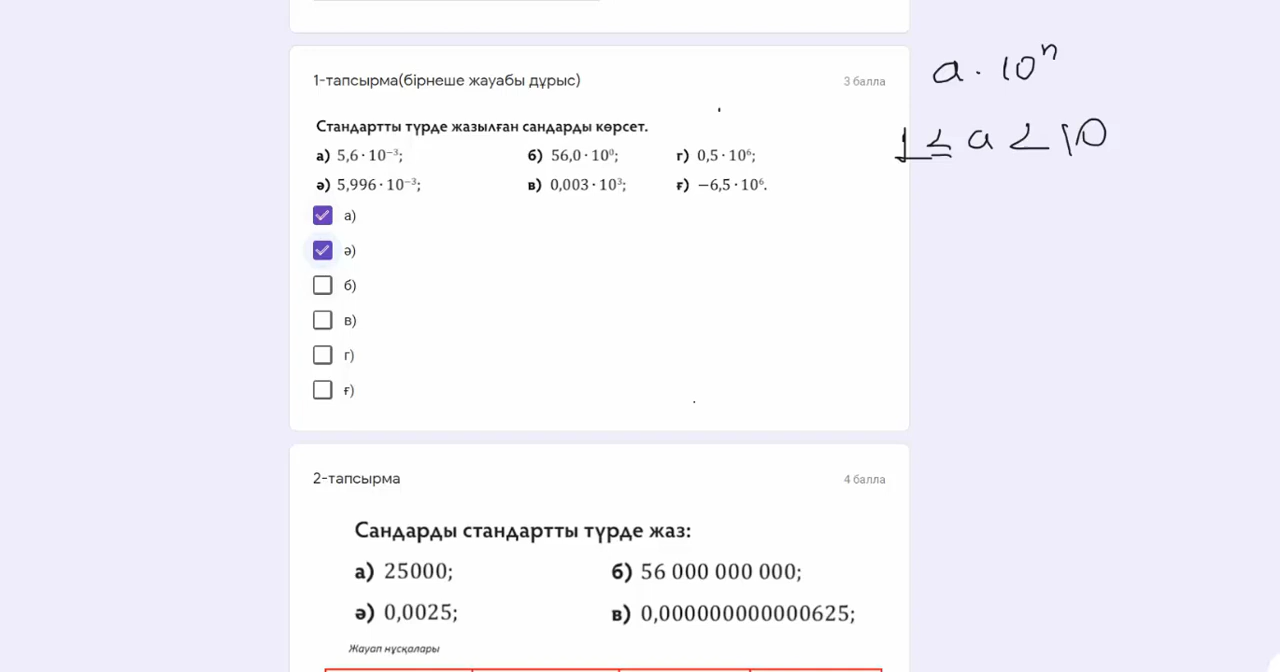 1-тапсырма(бірнеше жауабы дұрыс) 3 балла
a · 10ⁿ
1 ≤ a < 10
Стандартты түрде жазылған сандарды көрсет.
а) 5,6 · 10⁻³; б) 56,0 · 10⁰; г) 0,5 · 10⁶;
ә) 5,996 · 10⁻³; в) 0,003 · 10³; ғ) −6,5 · 10⁶.
а)
ә)
б)
в)
г)
ғ)
2-тапсырма 4 балла
Сандарды стандартты түрде жаз:
а) 25000; б) 56 000 000 000;
ә) 0,0025; в) 0,000000000000625;
Жауап нұсқалары